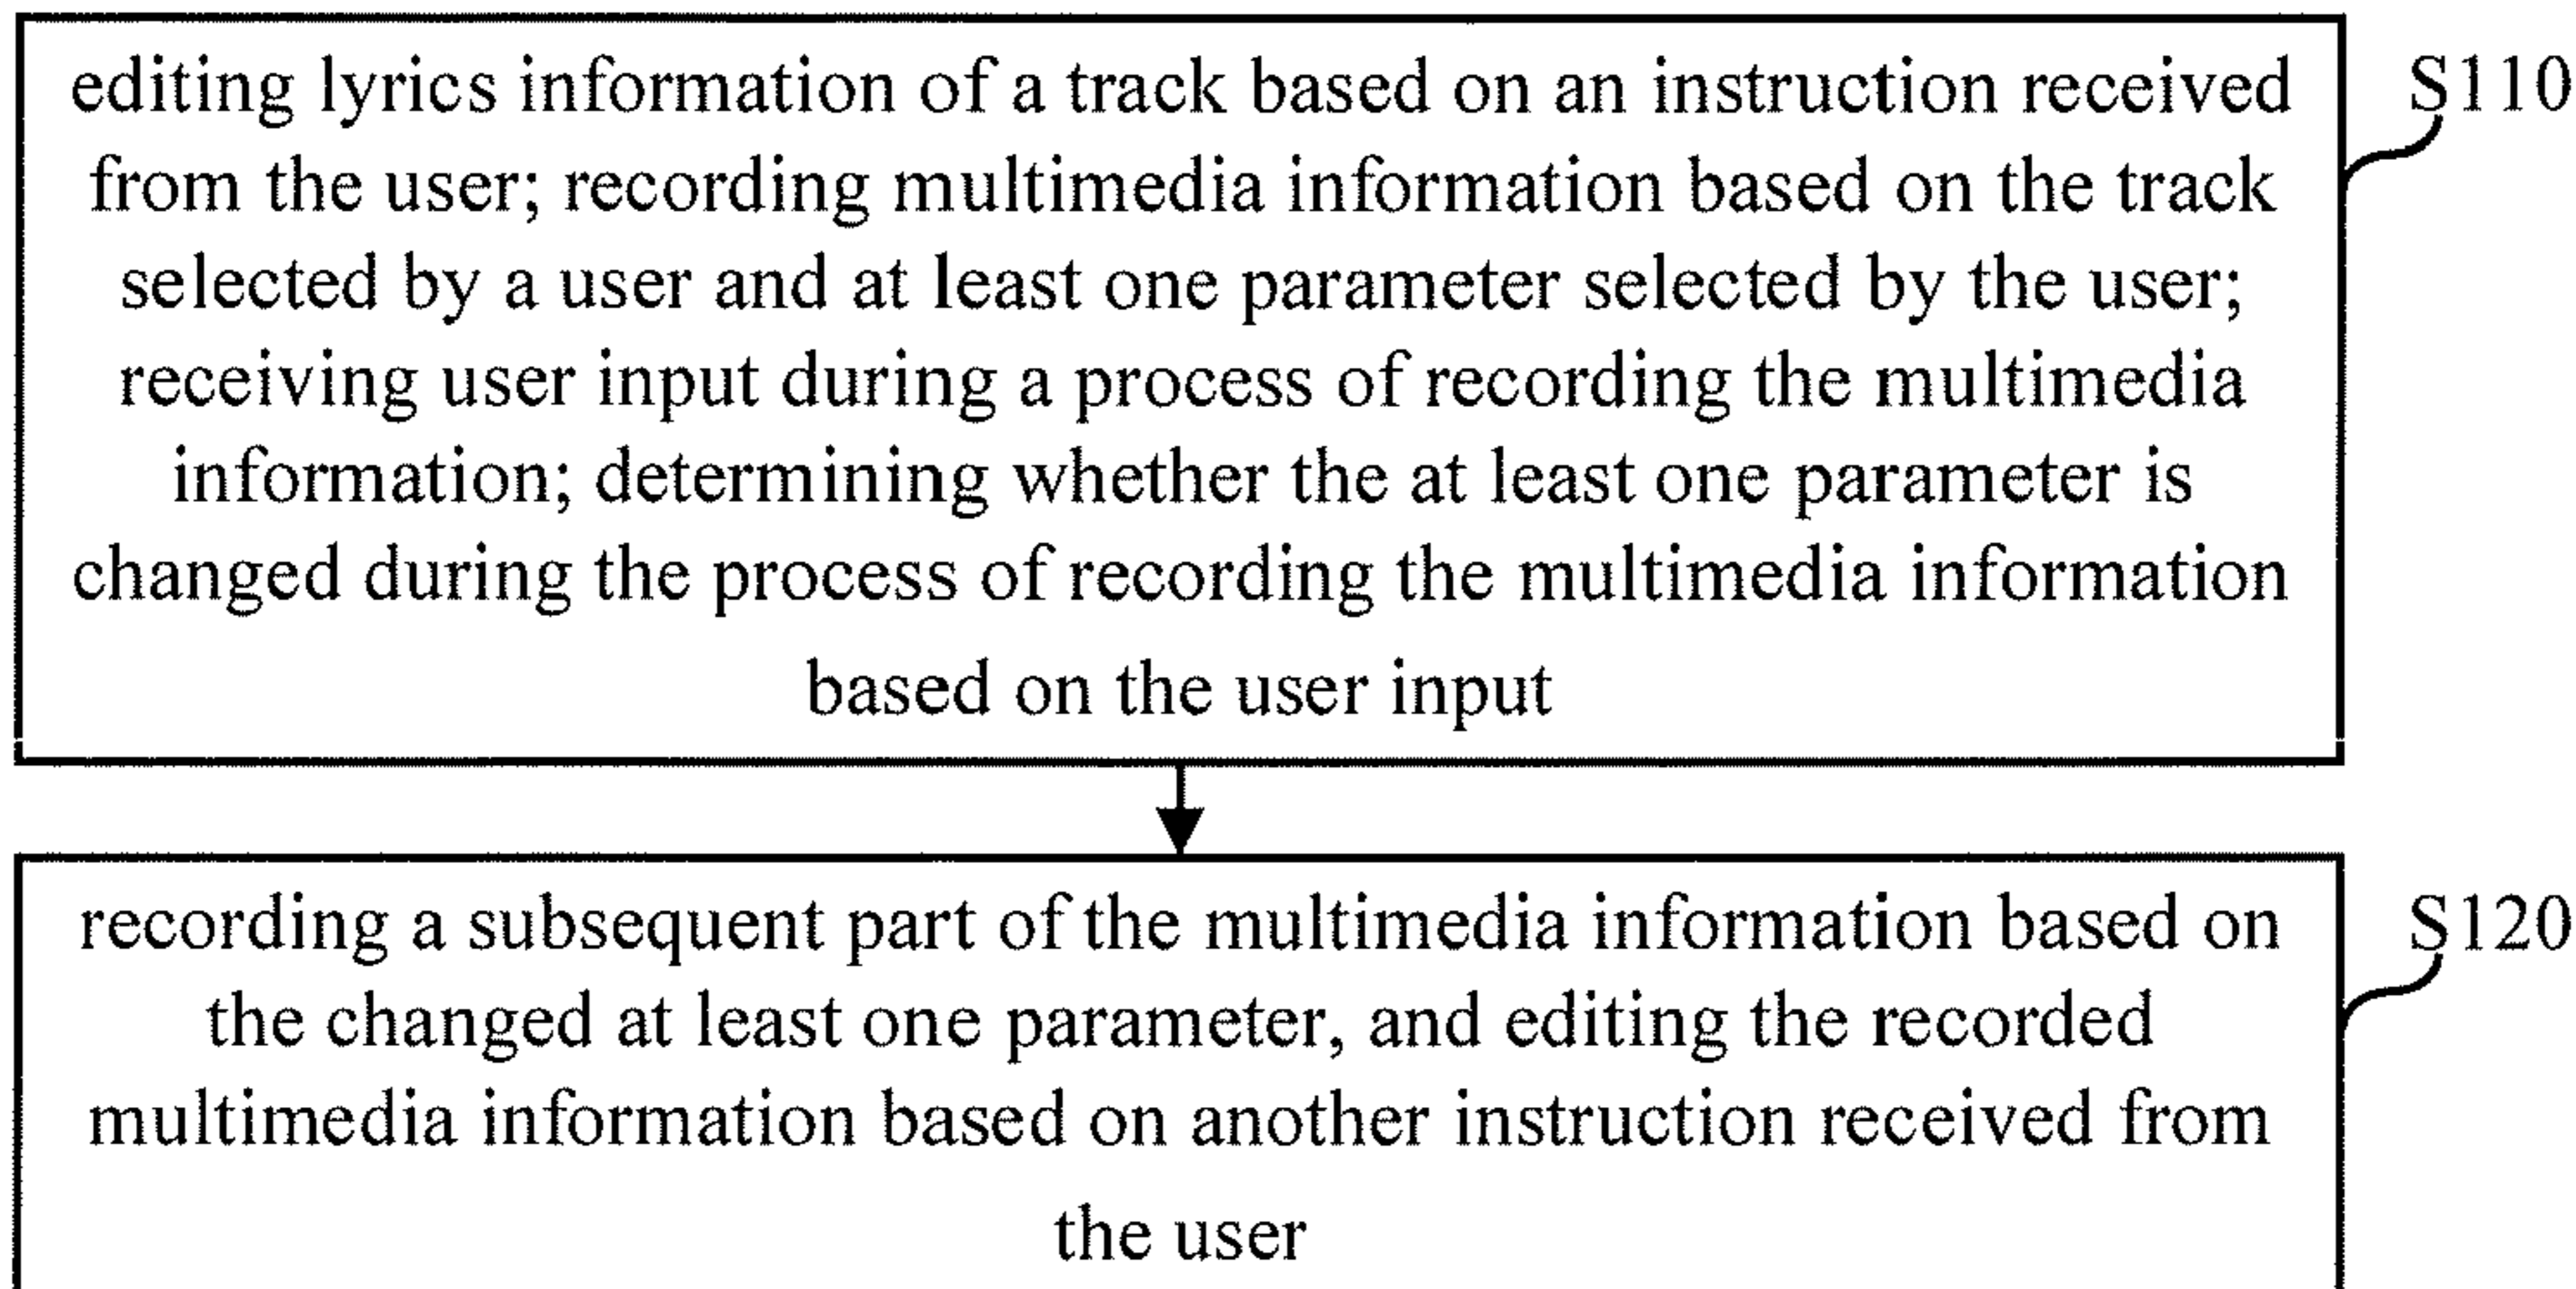 editing lyrics information of a track based on an instruction received
from the user; recording multimedia information based on the track
selected by a user and at least one parameter selected by the user;
receiving user input during a process of recording the multimedia
information; determining whether the at least one parameter is
changed during the process of recording the multimedia information
based on the user input
S110
recording a subsequent part of the multimedia information based on
the changed at least one parameter, and editing the recorded
multimedia information based on another instruction received from
the user
S120